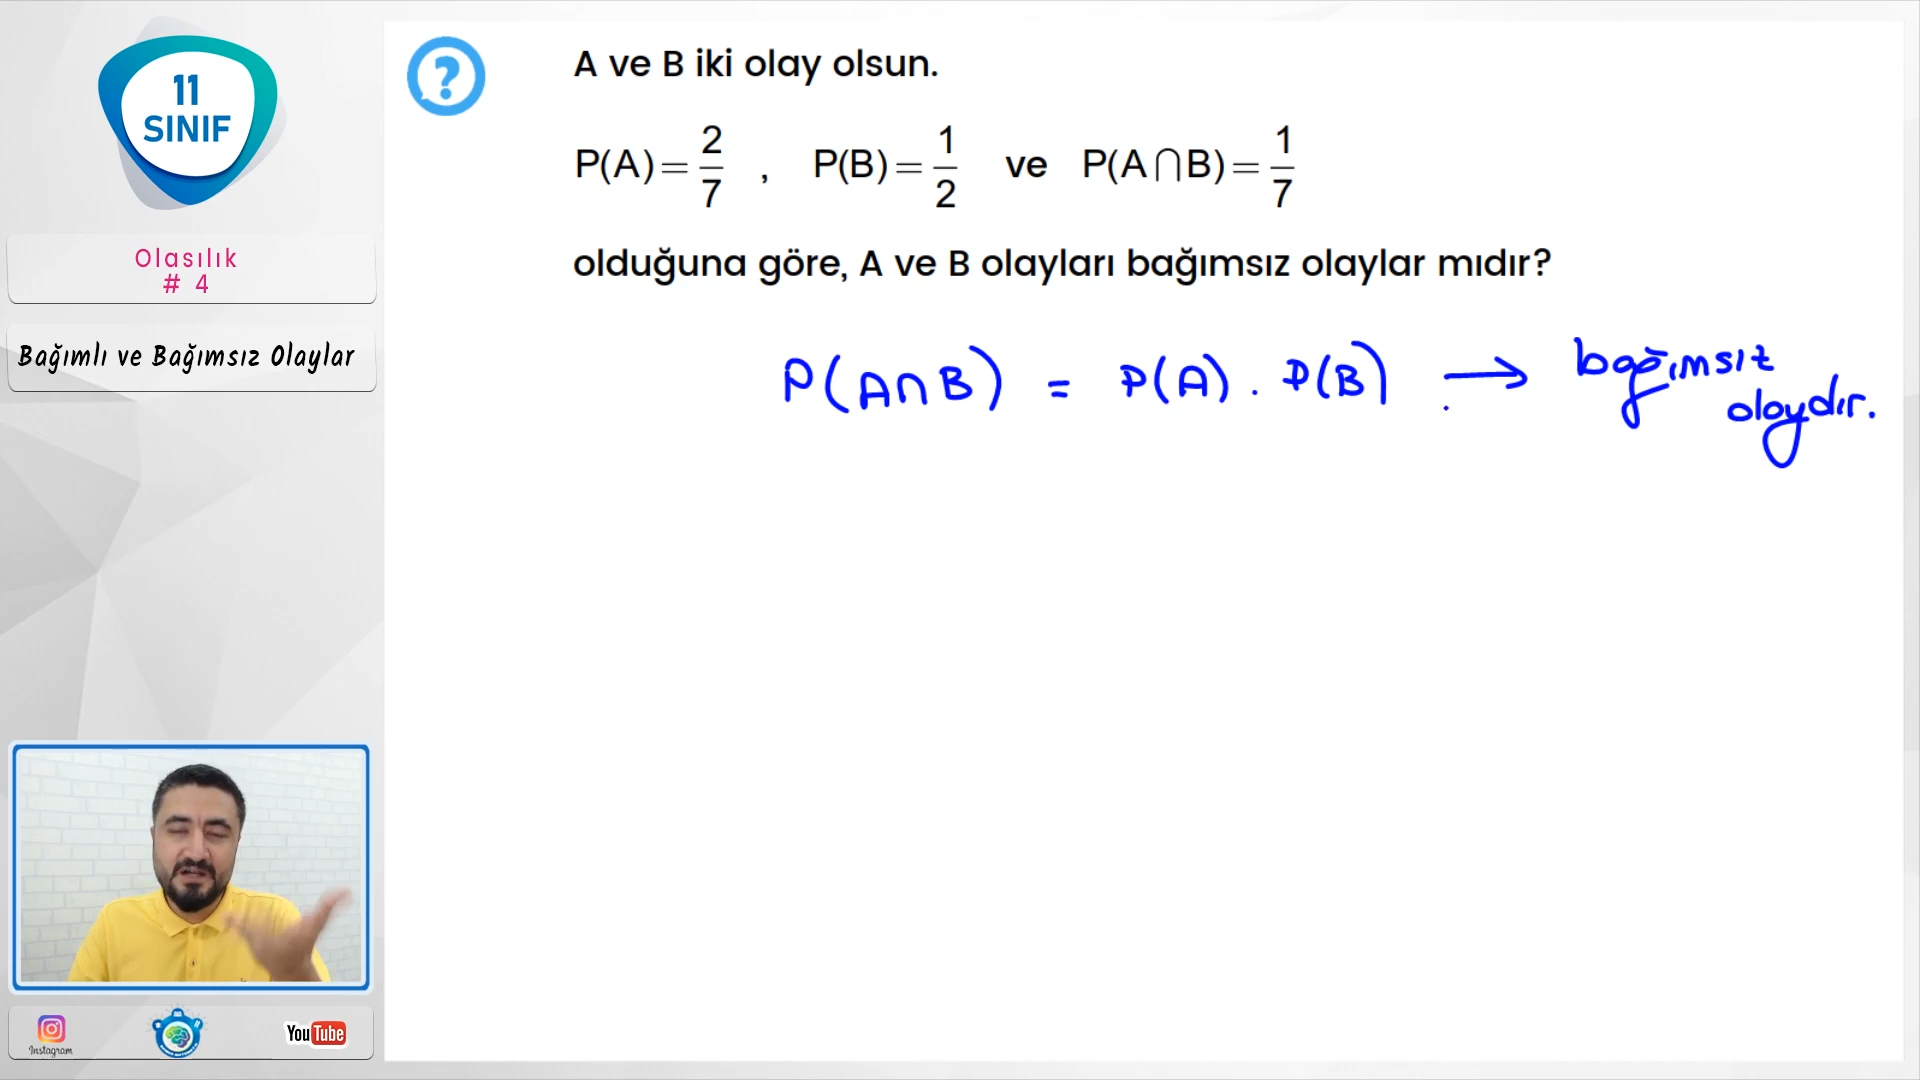 11
SINIF
Olasılık
# 4
Bağımlı ve Bağımsız Olaylar
A ve B iki olay olsun.
P(A)=2/7 , P(B)=1/2 ve P(A∩B)=1/7
olduğuna göre, A ve B olayları bağımsız olaylar mıdır?
P(A∩B) = P(A) . P(B) → bağımsız
olaydır.
Instagram
YouTube